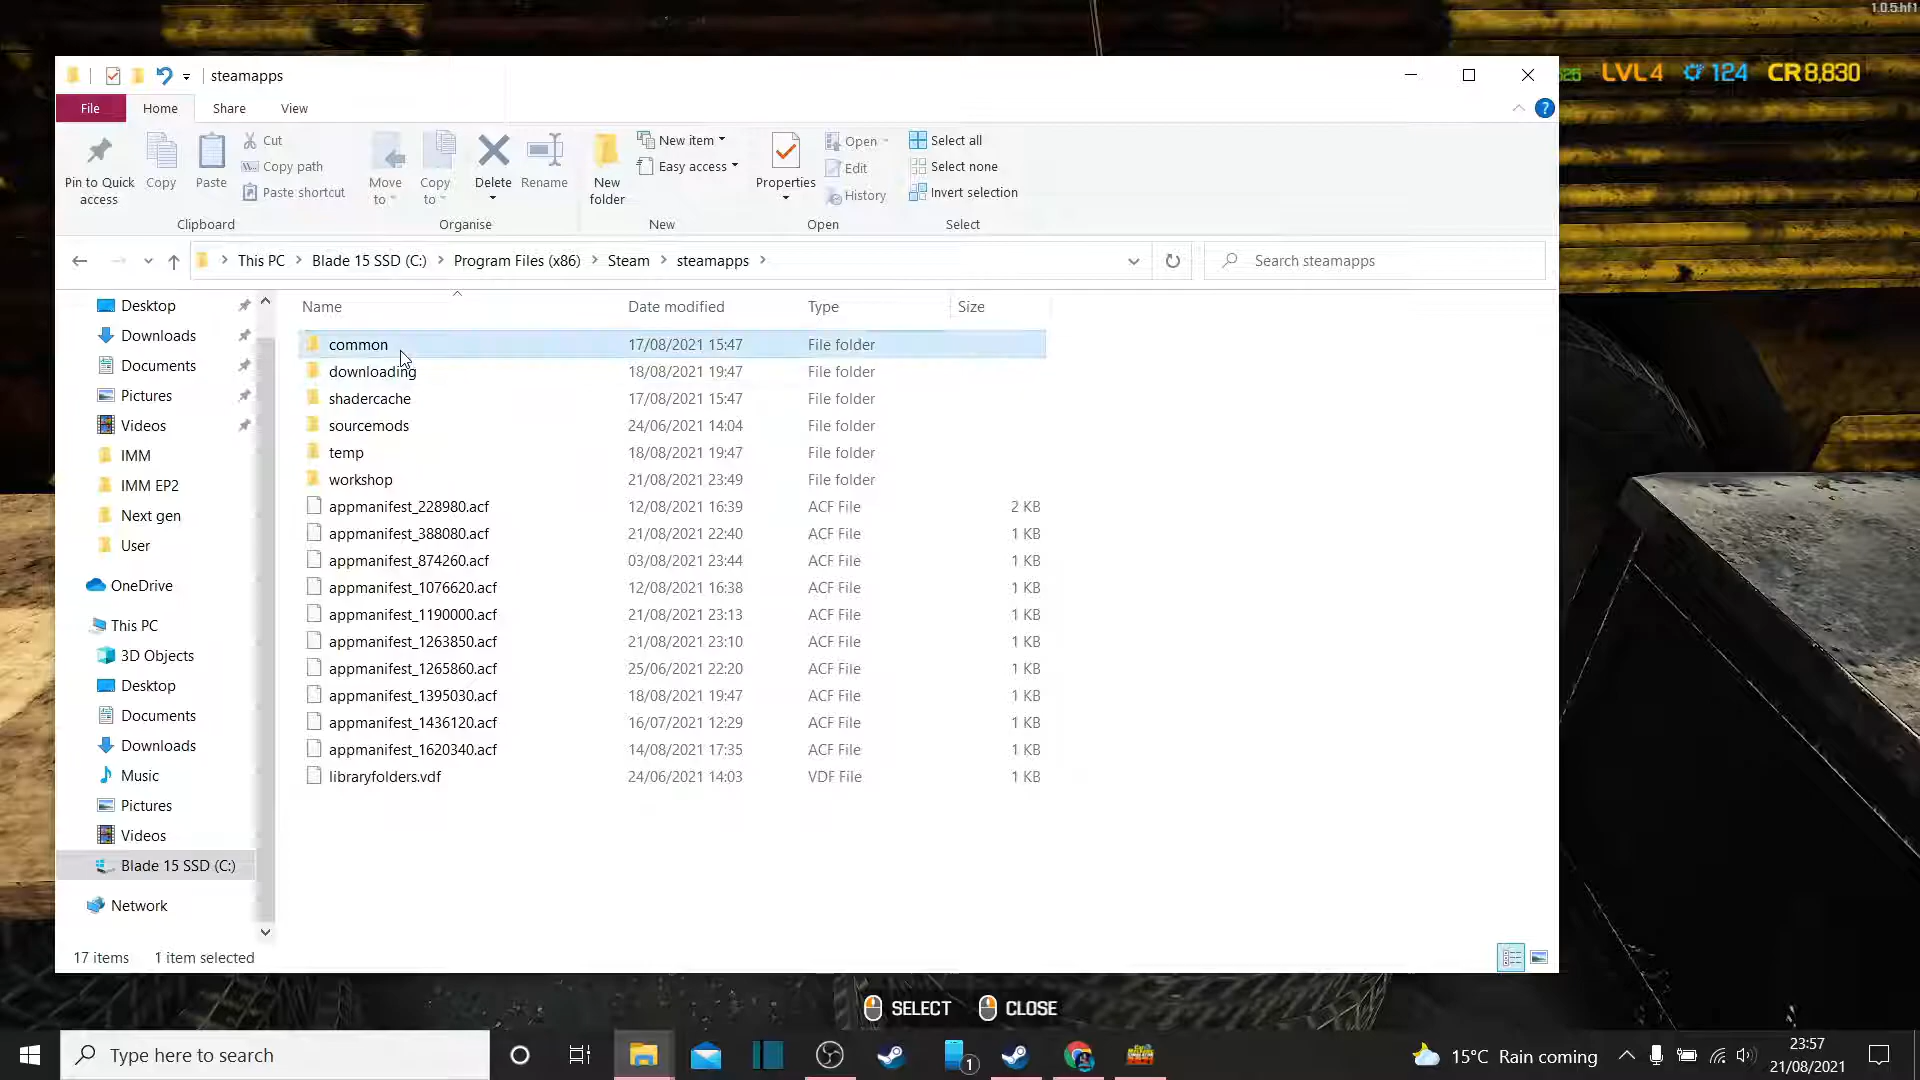 1.0.5.hf1
LVL 4 124 CR 8,830
steamapps
File Home Share View
Pin to Quick access
Copy
Paste
Cut
Copy path
Paste shortcut
Clipboard
Move to
Copy to
Delete
Rename
Organise
New folder
New item
Easy access
New
Properties
Open
Edit
History
Open
Select all
Select none
Invert selection
Select
This PC Blade 15 SSD (C:) Program Files (x86) Steam steamapps
Search steamapps
Desktop
Downloads
Documents
Pictures
Videos
IMM
IMM EP2
Next gen
User
OneDrive
This PC
3D Objects
Desktop
Documents
Downloads
Music
Pictures
Videos
Blade 15 SSD (C:)
Network
Name Date modified Type Size
common 17/08/2021 15:47 File folder
downloading 18/08/2021 19:47 File folder
shadercache 17/08/2021 15:47 File folder
sourcemods 24/06/2021 14:04 File folder
temp 18/08/2021 19:47 File folder
workshop 21/08/2021 23:49 File folder
appmanifest_228980.acf 12/08/2021 16:39 ACF File 2 KB
appmanifest_388080.acf 21/08/2021 22:40 ACF File 1 KB
appmanifest_874260.acf 03/08/2021 23:44 ACF File 1 KB
appmanifest_1076620.acf 12/08/2021 16:38 ACF File 1 KB
appmanifest_1190000.acf 21/08/2021 23:13 ACF File 1 KB
appmanifest_1263850.acf 21/08/2021 23:10 ACF File 1 KB
appmanifest_1265860.acf 25/06/2021 22:20 ACF File 1 KB
appmanifest_1395030.acf 18/08/2021 19:47 ACF File 1 KB
appmanifest_1436120.acf 16/07/2021 12:29 ACF File 1 KB
appmanifest_1620340.acf 14/08/2021 17:35 ACF File 1 KB
libraryfolders.vdf 24/06/2021 14:03 VDF File 1 KB
17 items 1 item selected
SELECT CLOSE
Type here to search
1
15°C Rain coming
23:57
21/08/2021